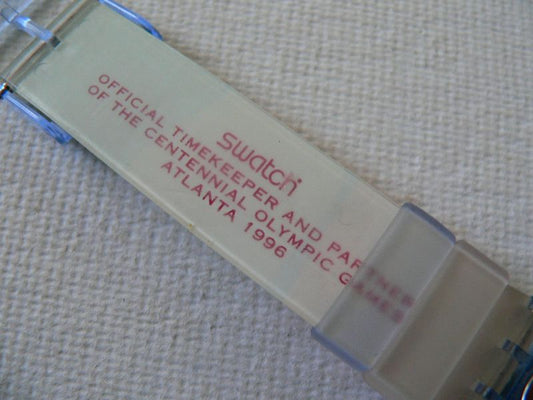 swatch
OFFICIAL TIMEKEEPER AND PARTNER
OF THE CENTENNIAL OLYMPIC GAMES
ATLANTA 1996